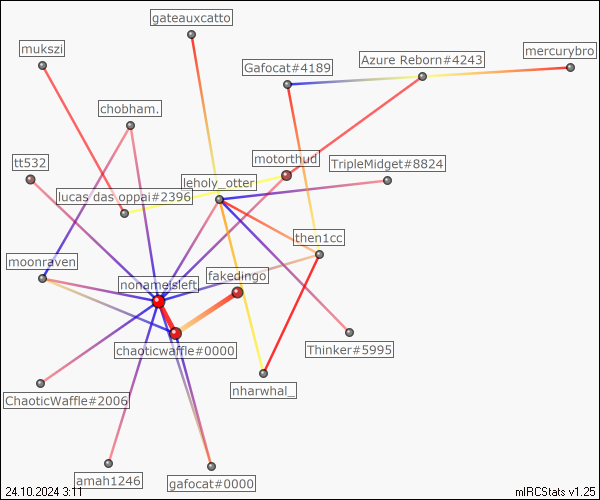 gateauxcatto
mukszi
mercurybro
Azure Reborn#4243
Gafocat#4189
chobham.
tt532
motorthud
TripleMidget#8824
leholy_otter
lucas das oppai#2396
then1cc
moonraven
fakedingo
nonameisleft
chaoticwaffle#0000
Thinker#5995
nharwhal_
ChaoticWaffle#2006
amah1246
gafocat#0000
24.10.2024 3:11
mIRCStats v1.25